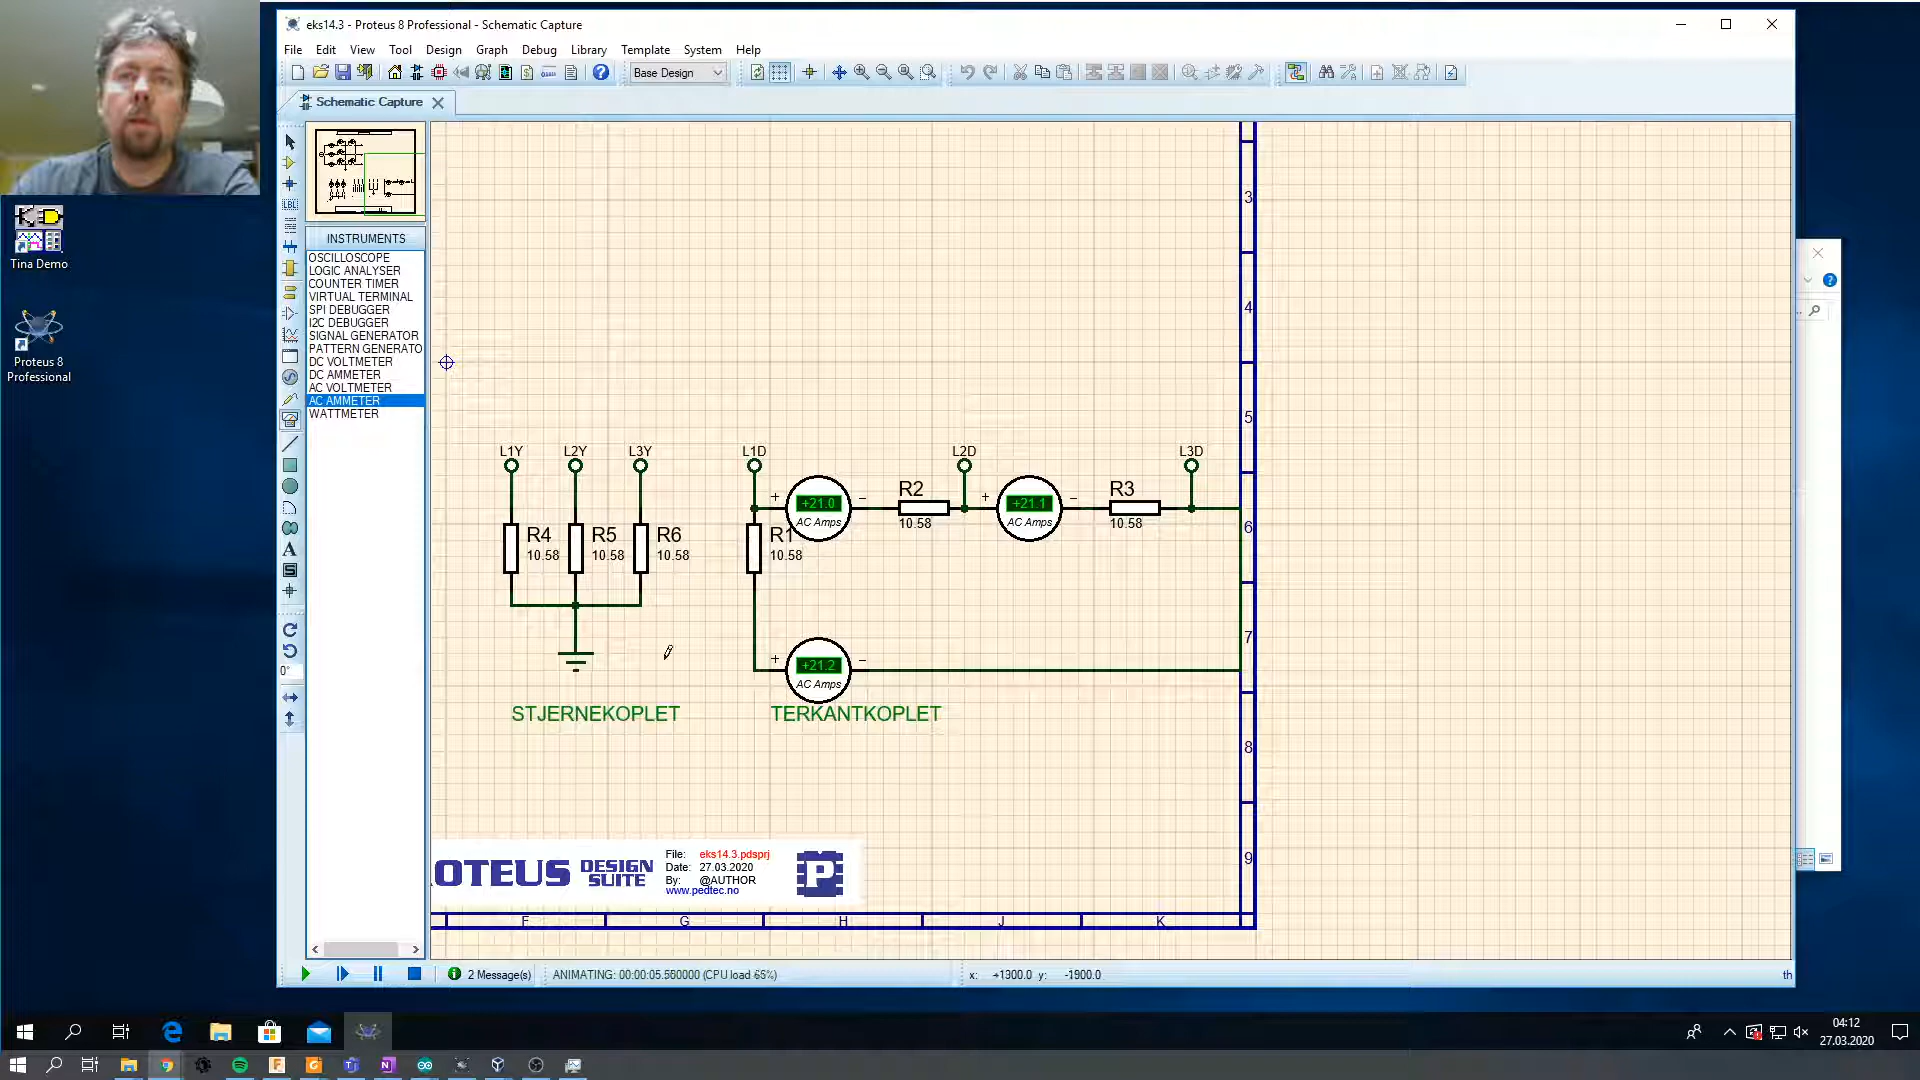 eks14.3 - Proteus 8 Professional - Schematic Capture
File Edit View Tool Design Graph Debug Library Template System Help
Base Design
Schematic Capture
INSTRUMENTS
OSCILLOSCOPE
LOGIC ANALYSER
COUNTER TIMER
VIRTUAL TERMINAL
SPI DEBUGGER
I2C DEBUGGER
SIGNAL GENERATOR
PATTERN GENERATO
DC VOLTMETER
DC AMMETER
AC VOLTMETER
AC AMMETER
WATTMETER
LBL
A
S
0°
Tina Demo
Proteus 8
Professional
L1Y L2Y L3Y L1D L2D L3D
R4
10.58
R5
10.58
R6
10.58
R1
10.58
+ +21.0 −
AC Amps
R2
10.58
+ +21.1 −
AC Amps
R3
10.58
+ +21.2 −
AC Amps
STJERNEKOPLET
TERKANTKOPLET
3
4
5
6
7
8
9
ROTEUS DESIGN SUITE
File: eks14.3.pdsprj
Date: 27.03.2020
By: @AUTHOR
www.pedtec.no
P
F G H J K
2 Message(s)
ANIMATING: 00:00:05.550000 (CPU load 65%)
x: +1300.0 y: -1900.0
th
04:12
27.03.2020